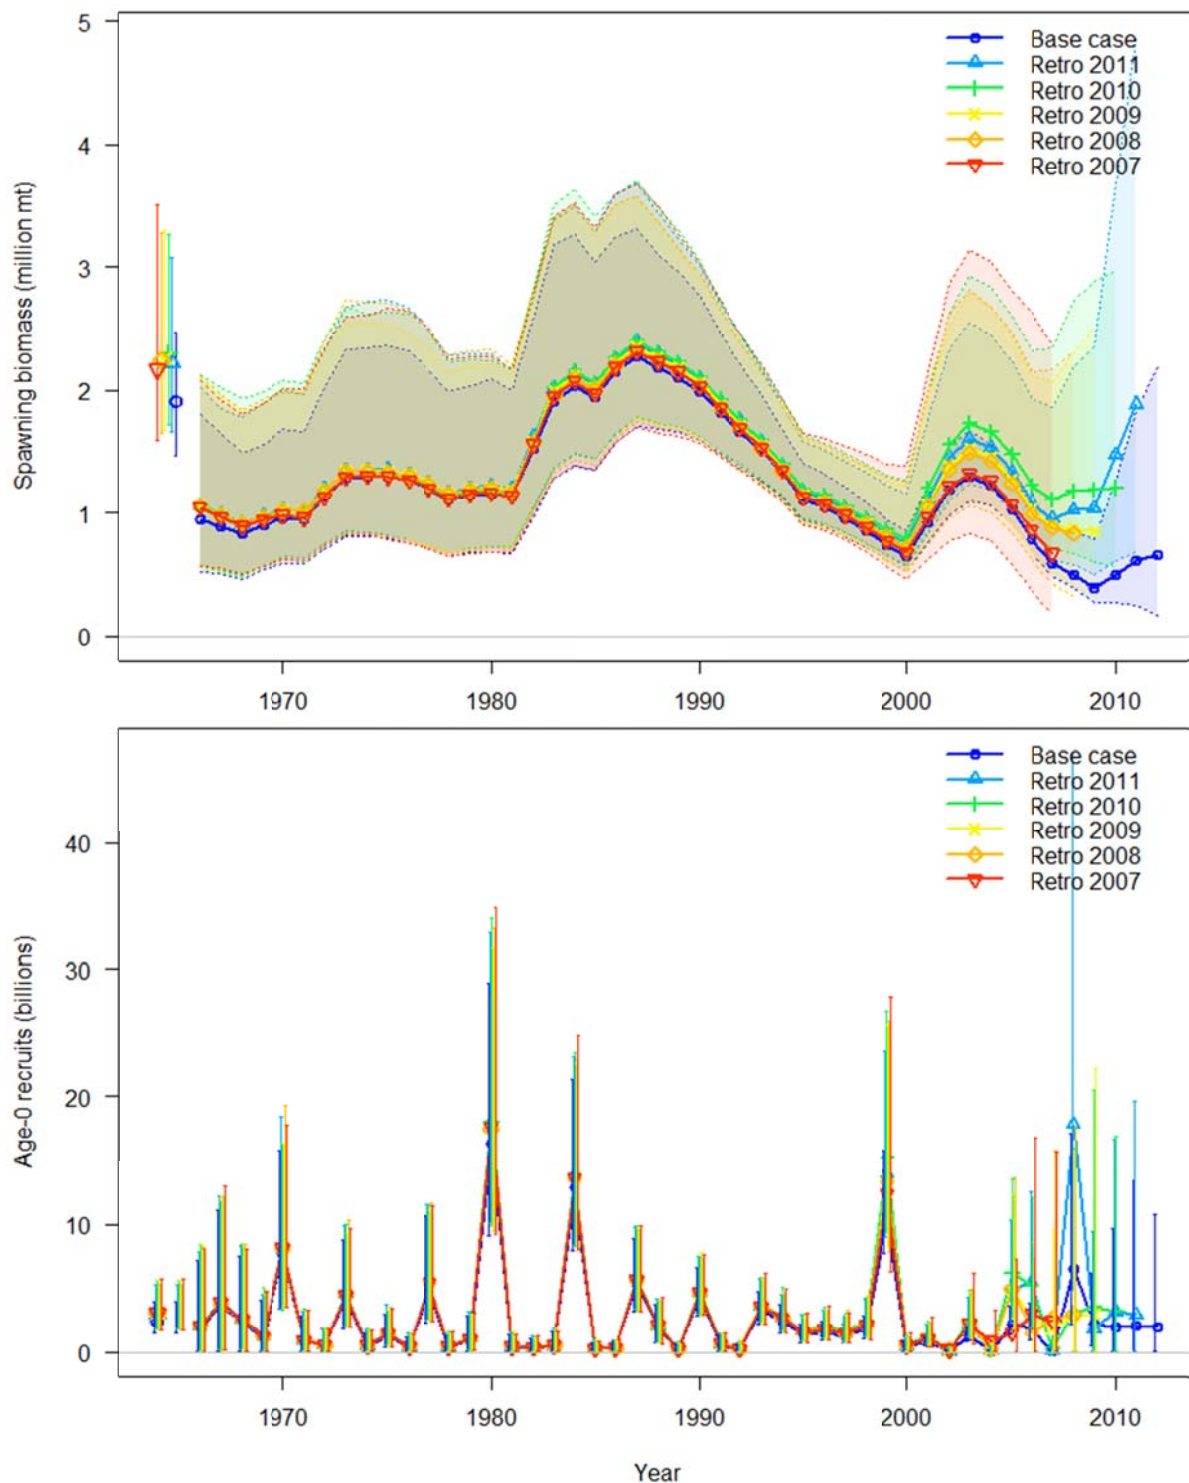 Spawning biomass (million mt)
5
4
3
2
1
0
Base case
Retro 2011
Retro 2010
Retro 2009
Retro 2008
Retro 2007
1970
1980
1990
2000
2010
Age-0 recruits (billions)
40
30
20
10
0
Base case
Retro 2011
Retro 2010
Retro 2009
Retro 2008
Retro 2007
1970
1980
1990
2000
2010
Year